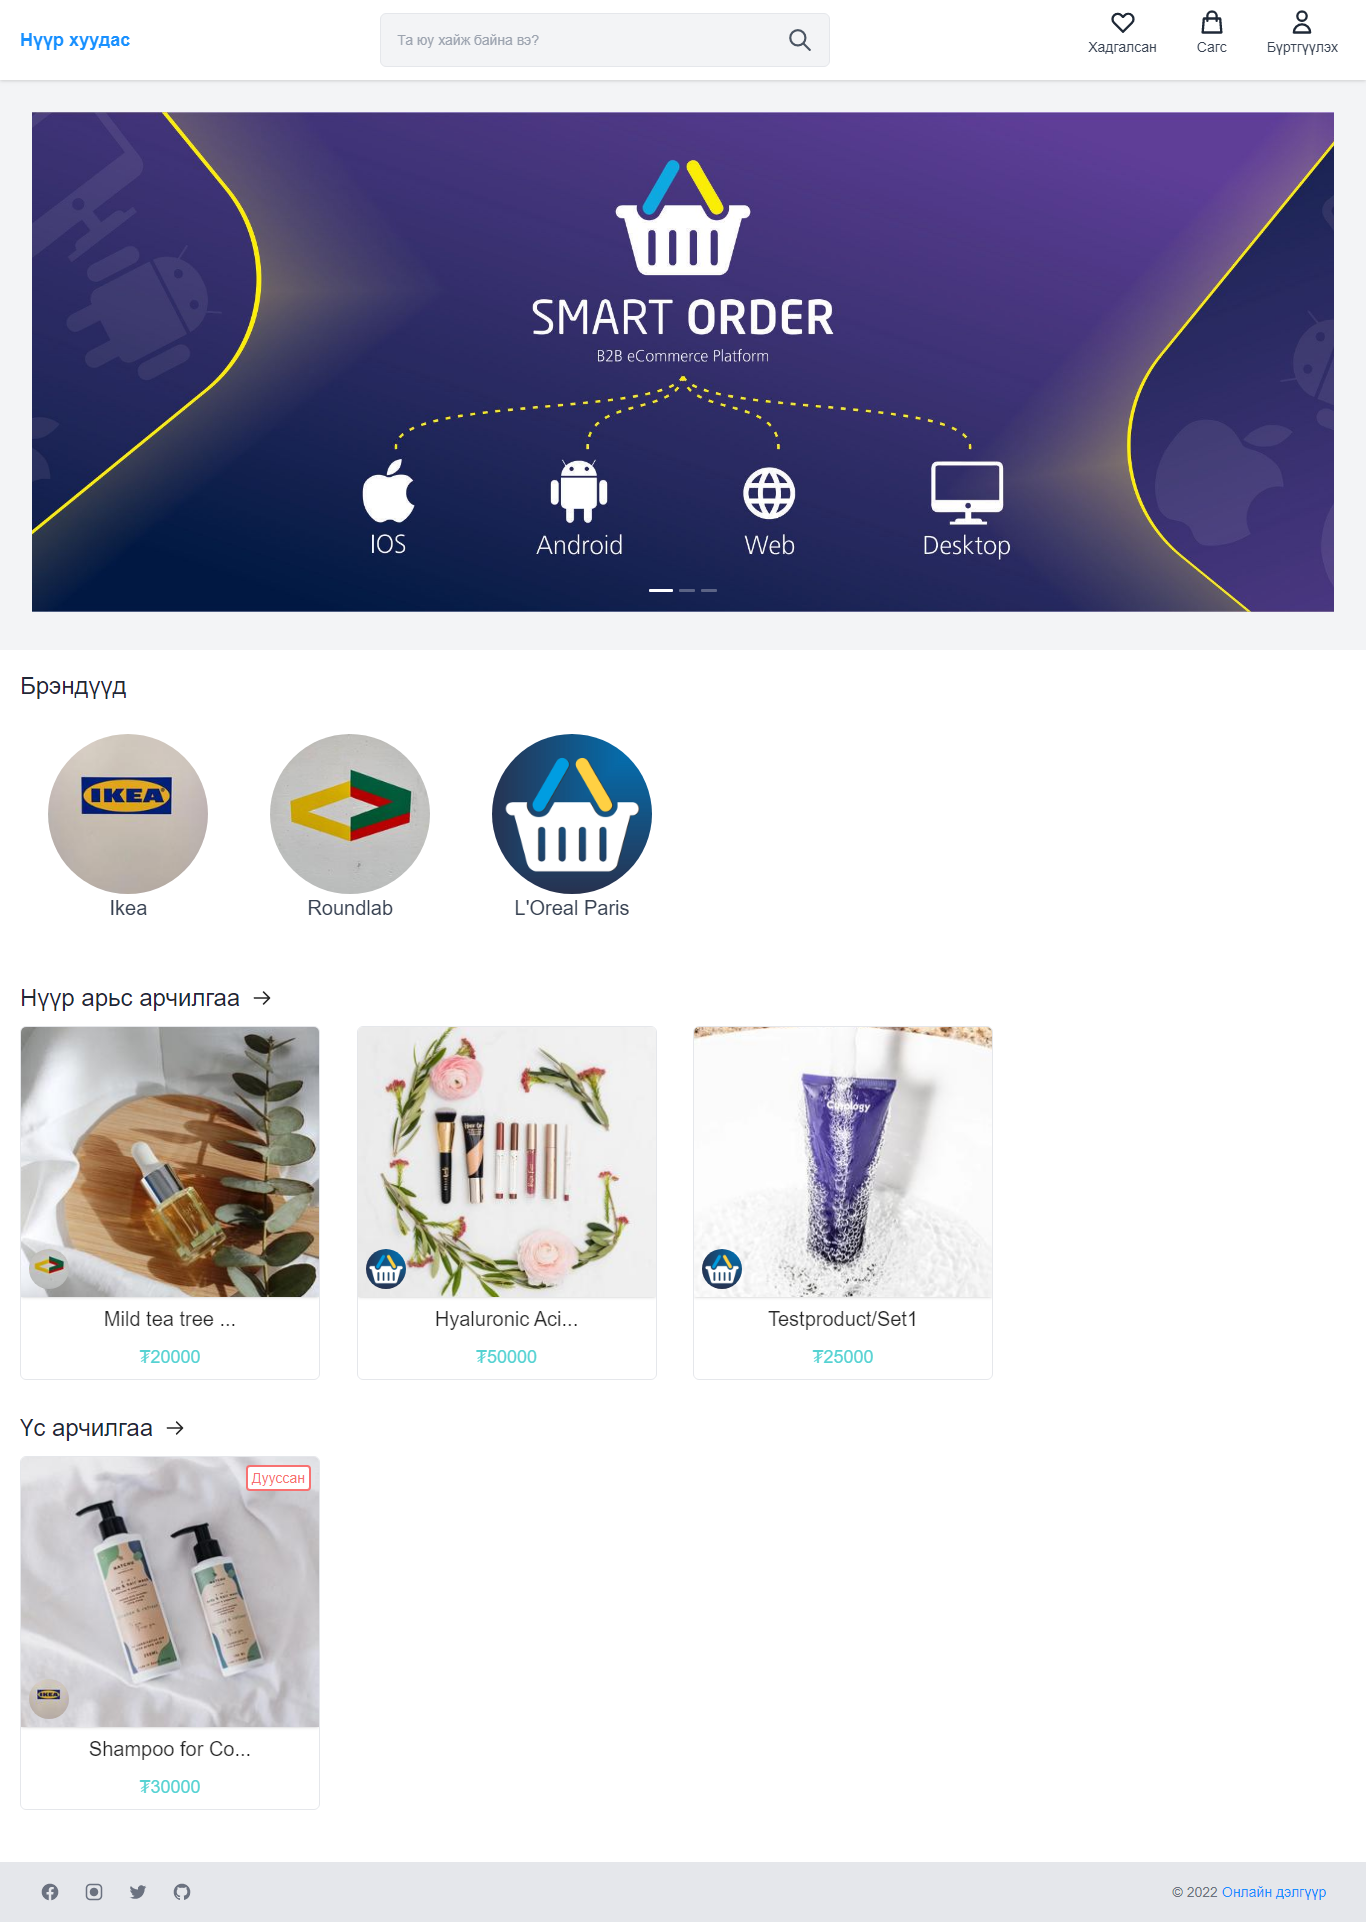 Нүүр хуудас
Та юу хайж байна вэ?
Хадгалсан
Сагс
Бүртгүүлэх
SMART ORDER
B2B eCommerce Platform
IOS
Android
Web
Desktop
Брэндүүд
IKEA
Ikea
Roundlab
L'Oreal Paris
Нүүр арьс арчилгаа
Mild tea tree ...
₮20000
Hyaluronic Aci...
₮50000
Curology
Testproduct/Set1
₮25000
Үс арчилгаа
Дууссан
IKEA
Shampoo for Co...
₮30000
© 2022 Онлайн дэлгүүр